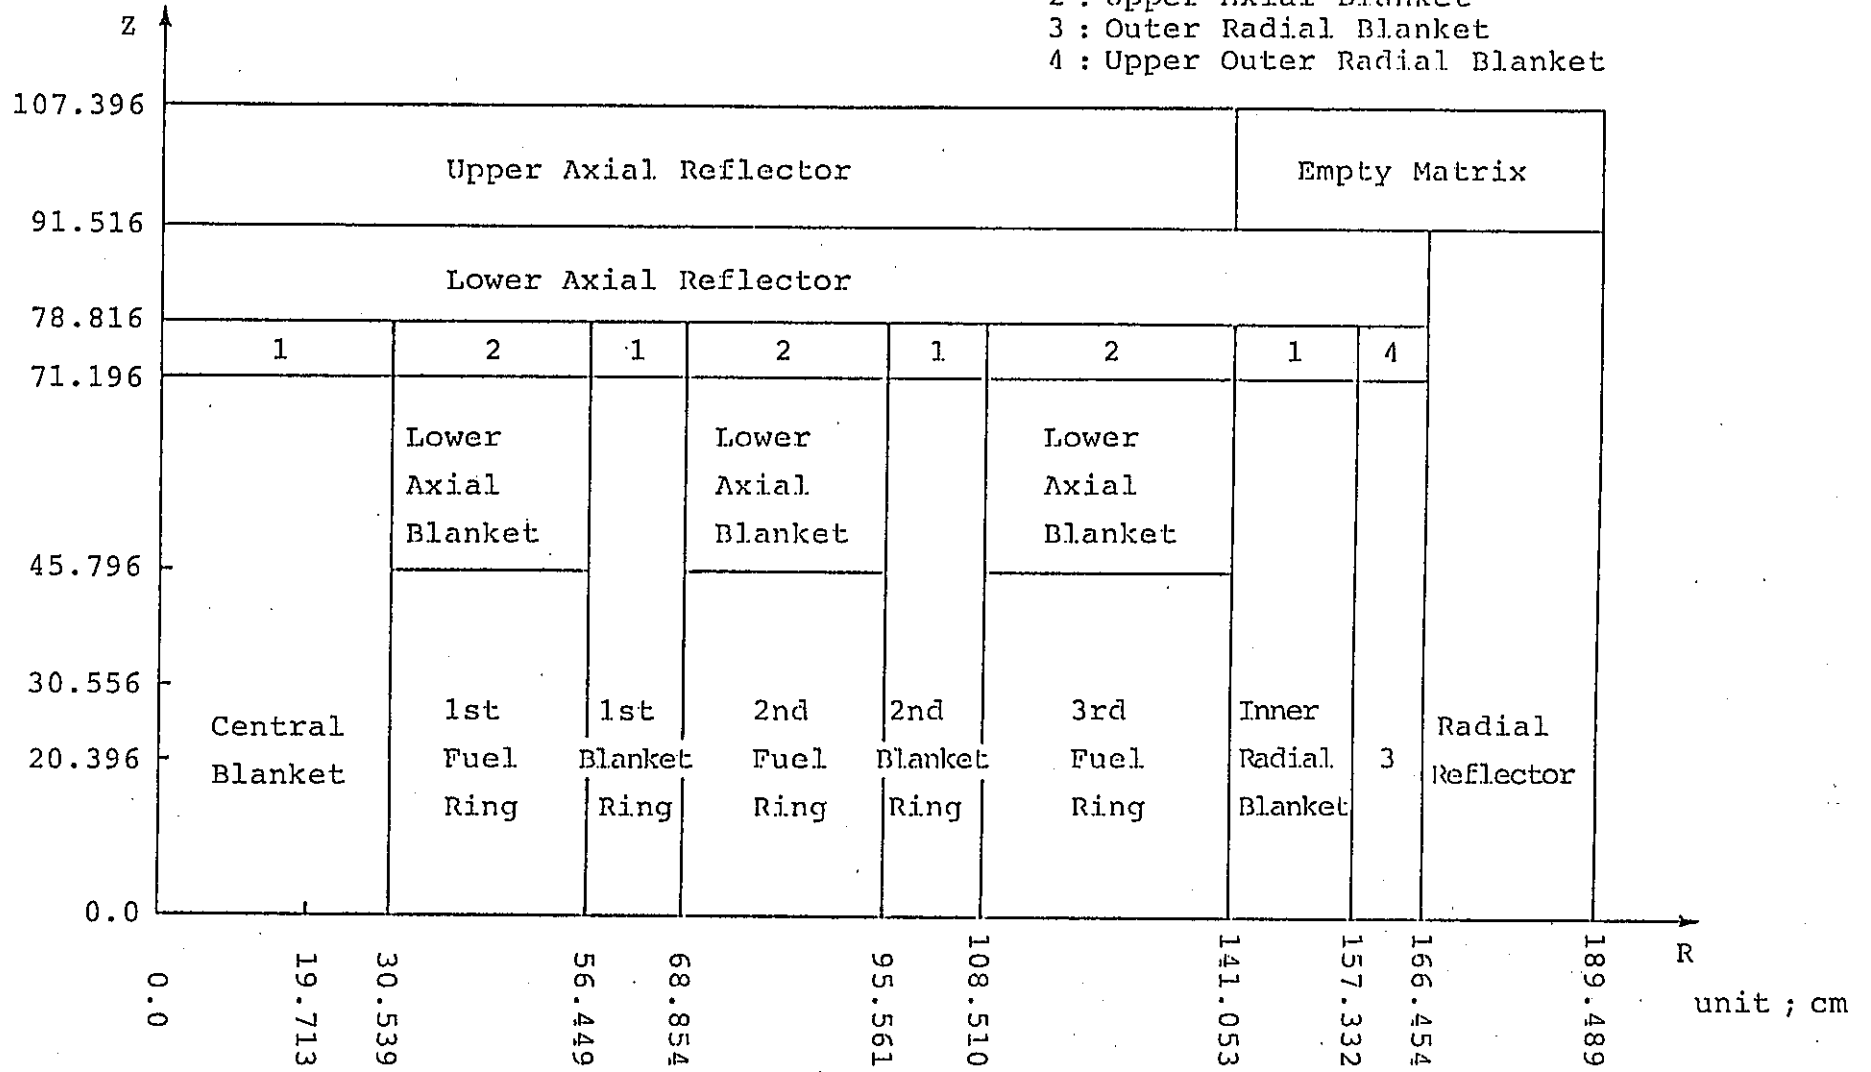 2 : Upper Axial Blanket
3 : Outer Radial Blanket
4 : Upper Outer Radial Blanket
Z
107.396
Upper Axial Reflector
Empty Matrix
91.516
Lower Axial Reflector
78.816
1
2
1
2
1
2
1
4
71.196
Lower
Axial
Blanket
Lower
Axial
Blanket
Lower
Axial
Blanket
45.796
30.556
20.396
0.0
Central
Blanket
1st
Fuel
Ring
1st
Blanket
Ring
2nd
Fuel
Ring
2nd
Blanket
Ring
3rd
Fuel
Ring
Inner
Radial
Blanket
3
Radial
Reflector
R
0.0
19.713
30.539
56.449
68.854
95.561
108.510
141.053
157.332
166.454
189.489
unit ; cm